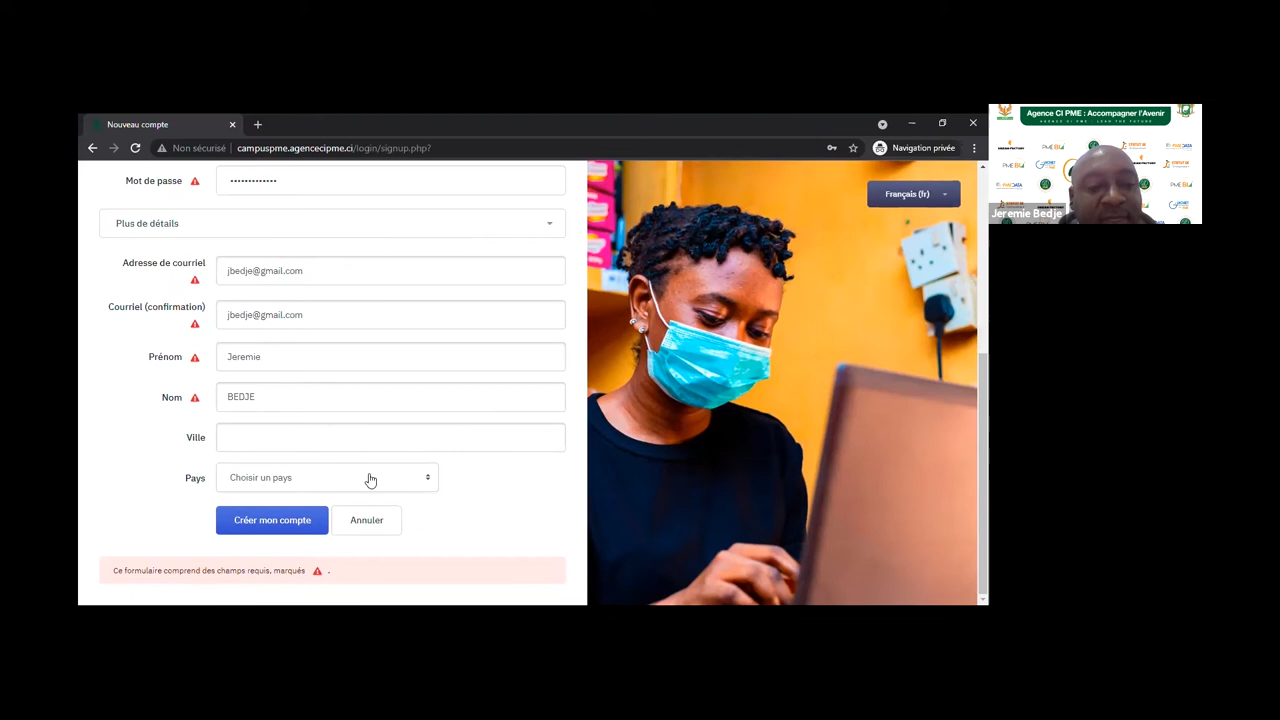 Nouveau compte
Non sécurisé
campuspme.agencecipme.ci/login/signup.php?
Navigation privée
Agence CI PME : Accompagner l'Avenir
Jeremie Bedje
Français (fr)
Mot de passe
•••••••••••••
Plus de détails
Adresse de courriel
jbedje@gmail.com
Courriel (confirmation)
jbedje@gmail.com
Prénom
Jeremie
Nom
BEDJE
Ville
Pays
Choisir un pays
Créer mon compte
Annuler
Ce formulaire comprend des champs requis, marqués .